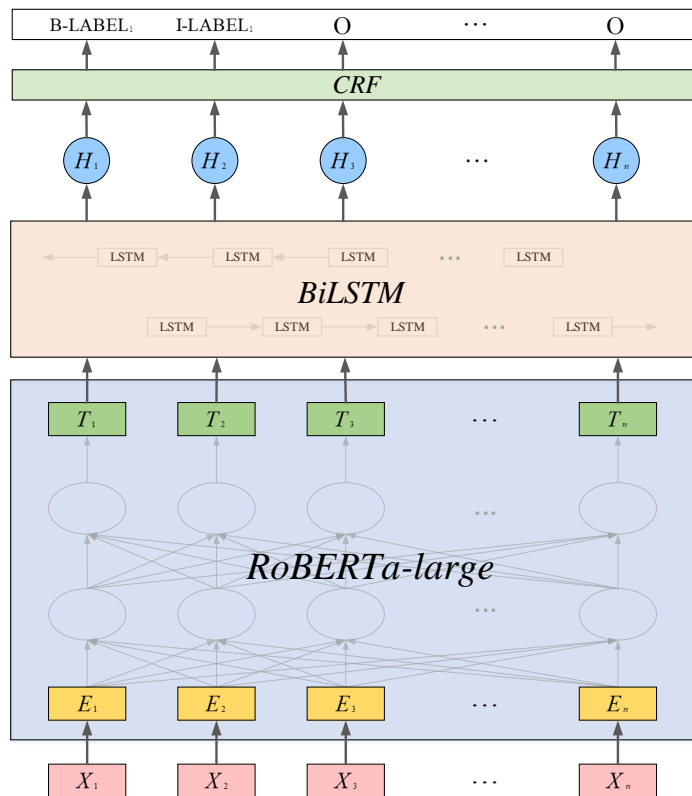 B-LABEL₁ I-LABEL₁ O ··· O
CRF
H₁ H₂ H₃ ··· Hₙ
LSTM LSTM LSTM ··· LSTM
BiLSTM
LSTM LSTM LSTM ··· LSTM
T₁ T₂ T₃ ··· Tₙ
···
RoBERTa-large
···
E₁ E₂ E₃ ··· Eₙ
X₁ X₂ X₃ ··· Xₙ